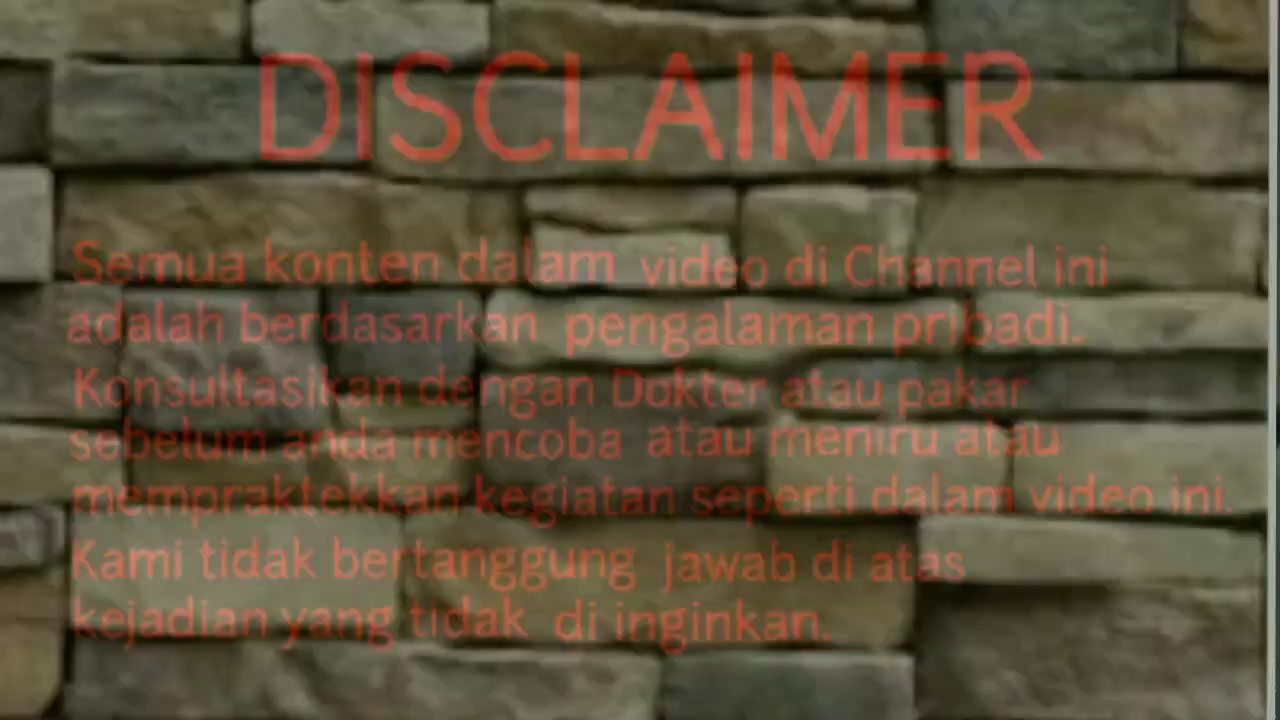 DISCLAIMER
Semua konten dalam video di Channel ini
adalah berdasarkan pengalaman pribadi.
Konsultasikan dengan Dokter atau pakar
sebelum anda mencoba atau meniru atau
mempraktekkan kegiatan seperti dalam video ini.
Kami tidak bertanggung jawab di atas
kejadian yang tidak di inginkan.